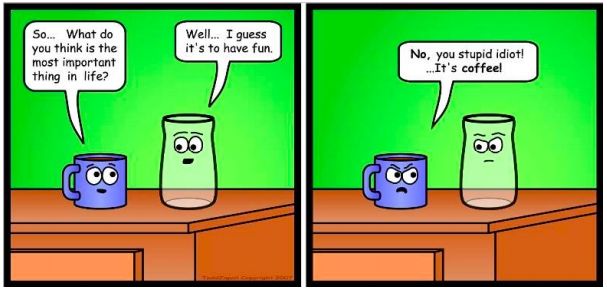 So... What do
you think is the
most important
thing in life?
Well... I guess
it's to have fun.
No, you stupid idiot!
...It's coffee!